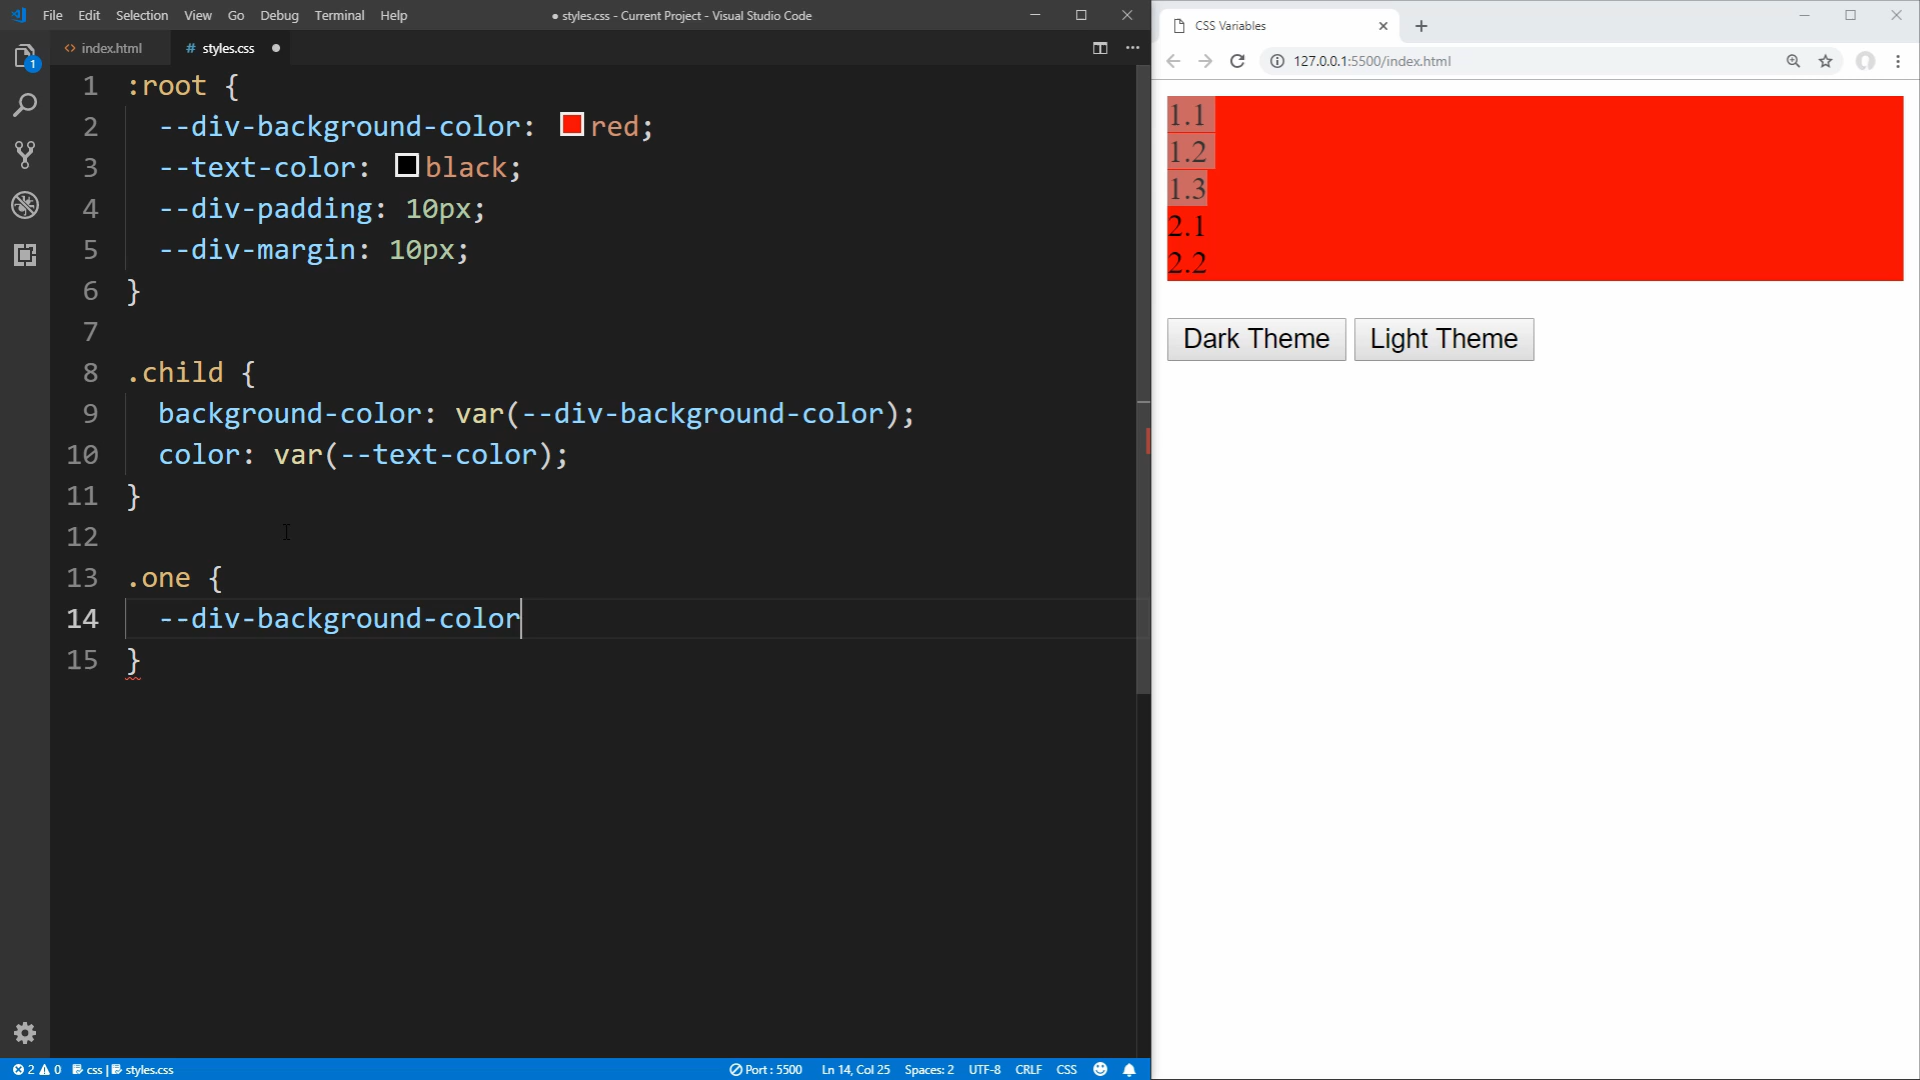 File Edit Selection View Go Debug Terminal Help
● styles.css - Current Project - Visual Studio Code
index.html
# styles.css ●
1 :root {
2 --div-background-color: red;
3 --text-color: black;
4 --div-padding: 10px;
5 --div-margin: 10px;
6 }
7
8 .child {
9 background-color: var(--div-background-color);
10 color: var(--text-color);
11 }
12
13 .one {
14 --div-background-color
15 }
1
2 0 css | styles.css
Port : 5500 Ln 14, Col 25 Spaces: 2 UTF-8 CRLF CSS
CSS Variables
127.0.0.1:5500/index.html
1.1
1.2
1.3
2.1
2.2
Dark Theme Light Theme